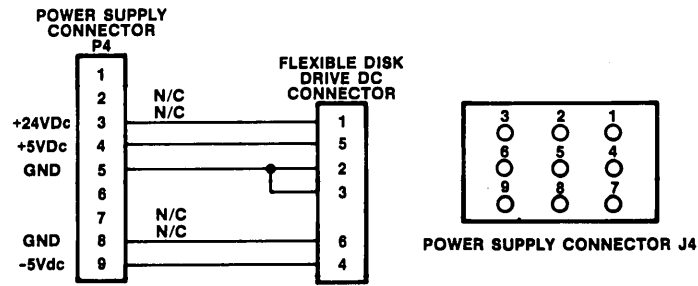 POWER SUPPLY
CONNECTOR
P4
FLEXIBLE DISK
DRIVE DC
CONNECTOR
1
2 N/C
N/C
+24VDc 3 1
+5VDc 4 5
GND 5 2
3
6
7 N/C
N/C
GND 8 6
-5Vdc 9 4
3 2 1
6 5 4
9 8 7
POWER SUPPLY CONNECTOR J4